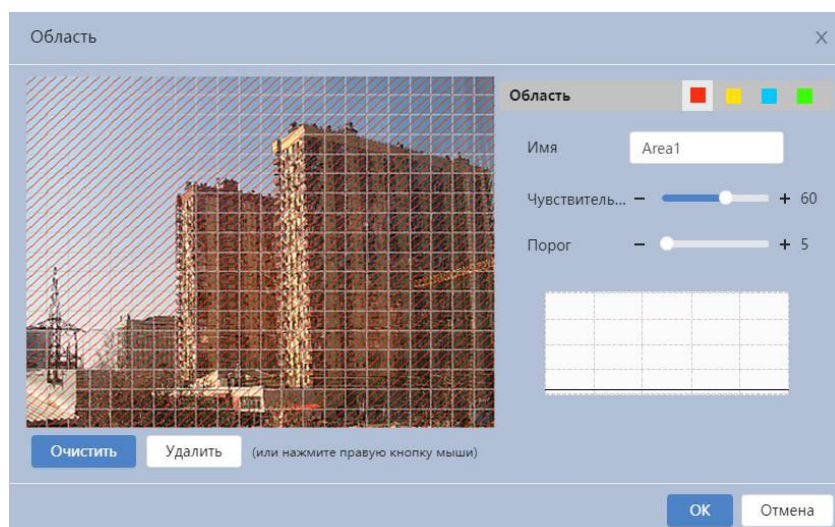 Область
Область
Имя
Area1
Чувствитель... 60
Порог 5
Очистить Удалить (или нажмите правую кнопку мыши)
OK Отмена